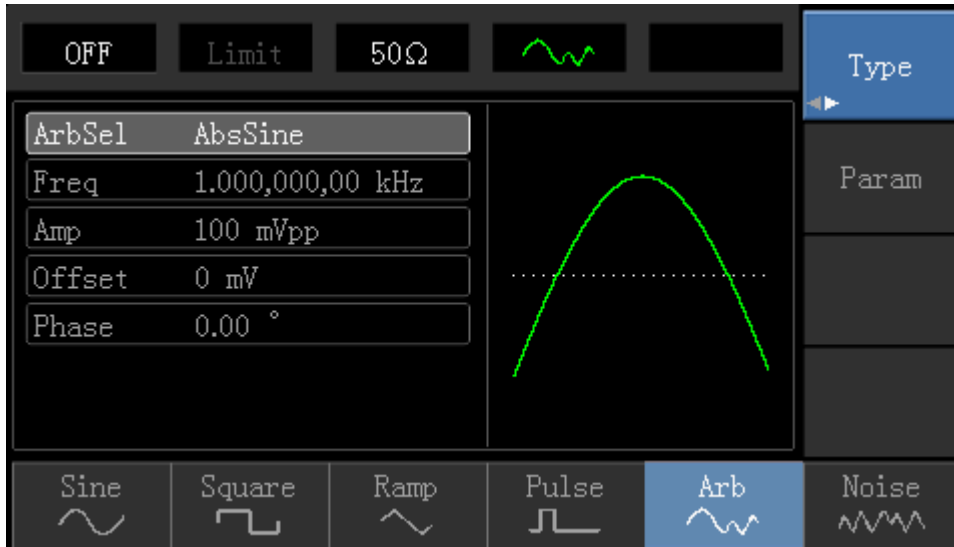 OFF Limit 50Ω
Type
ArbSel AbsSine
Freq 1.000,000,00 kHz
Param
Amp 100 mVpp
Offset 0 mV
Phase 0.00 °
Sine Square Ramp Pulse Arb Noise